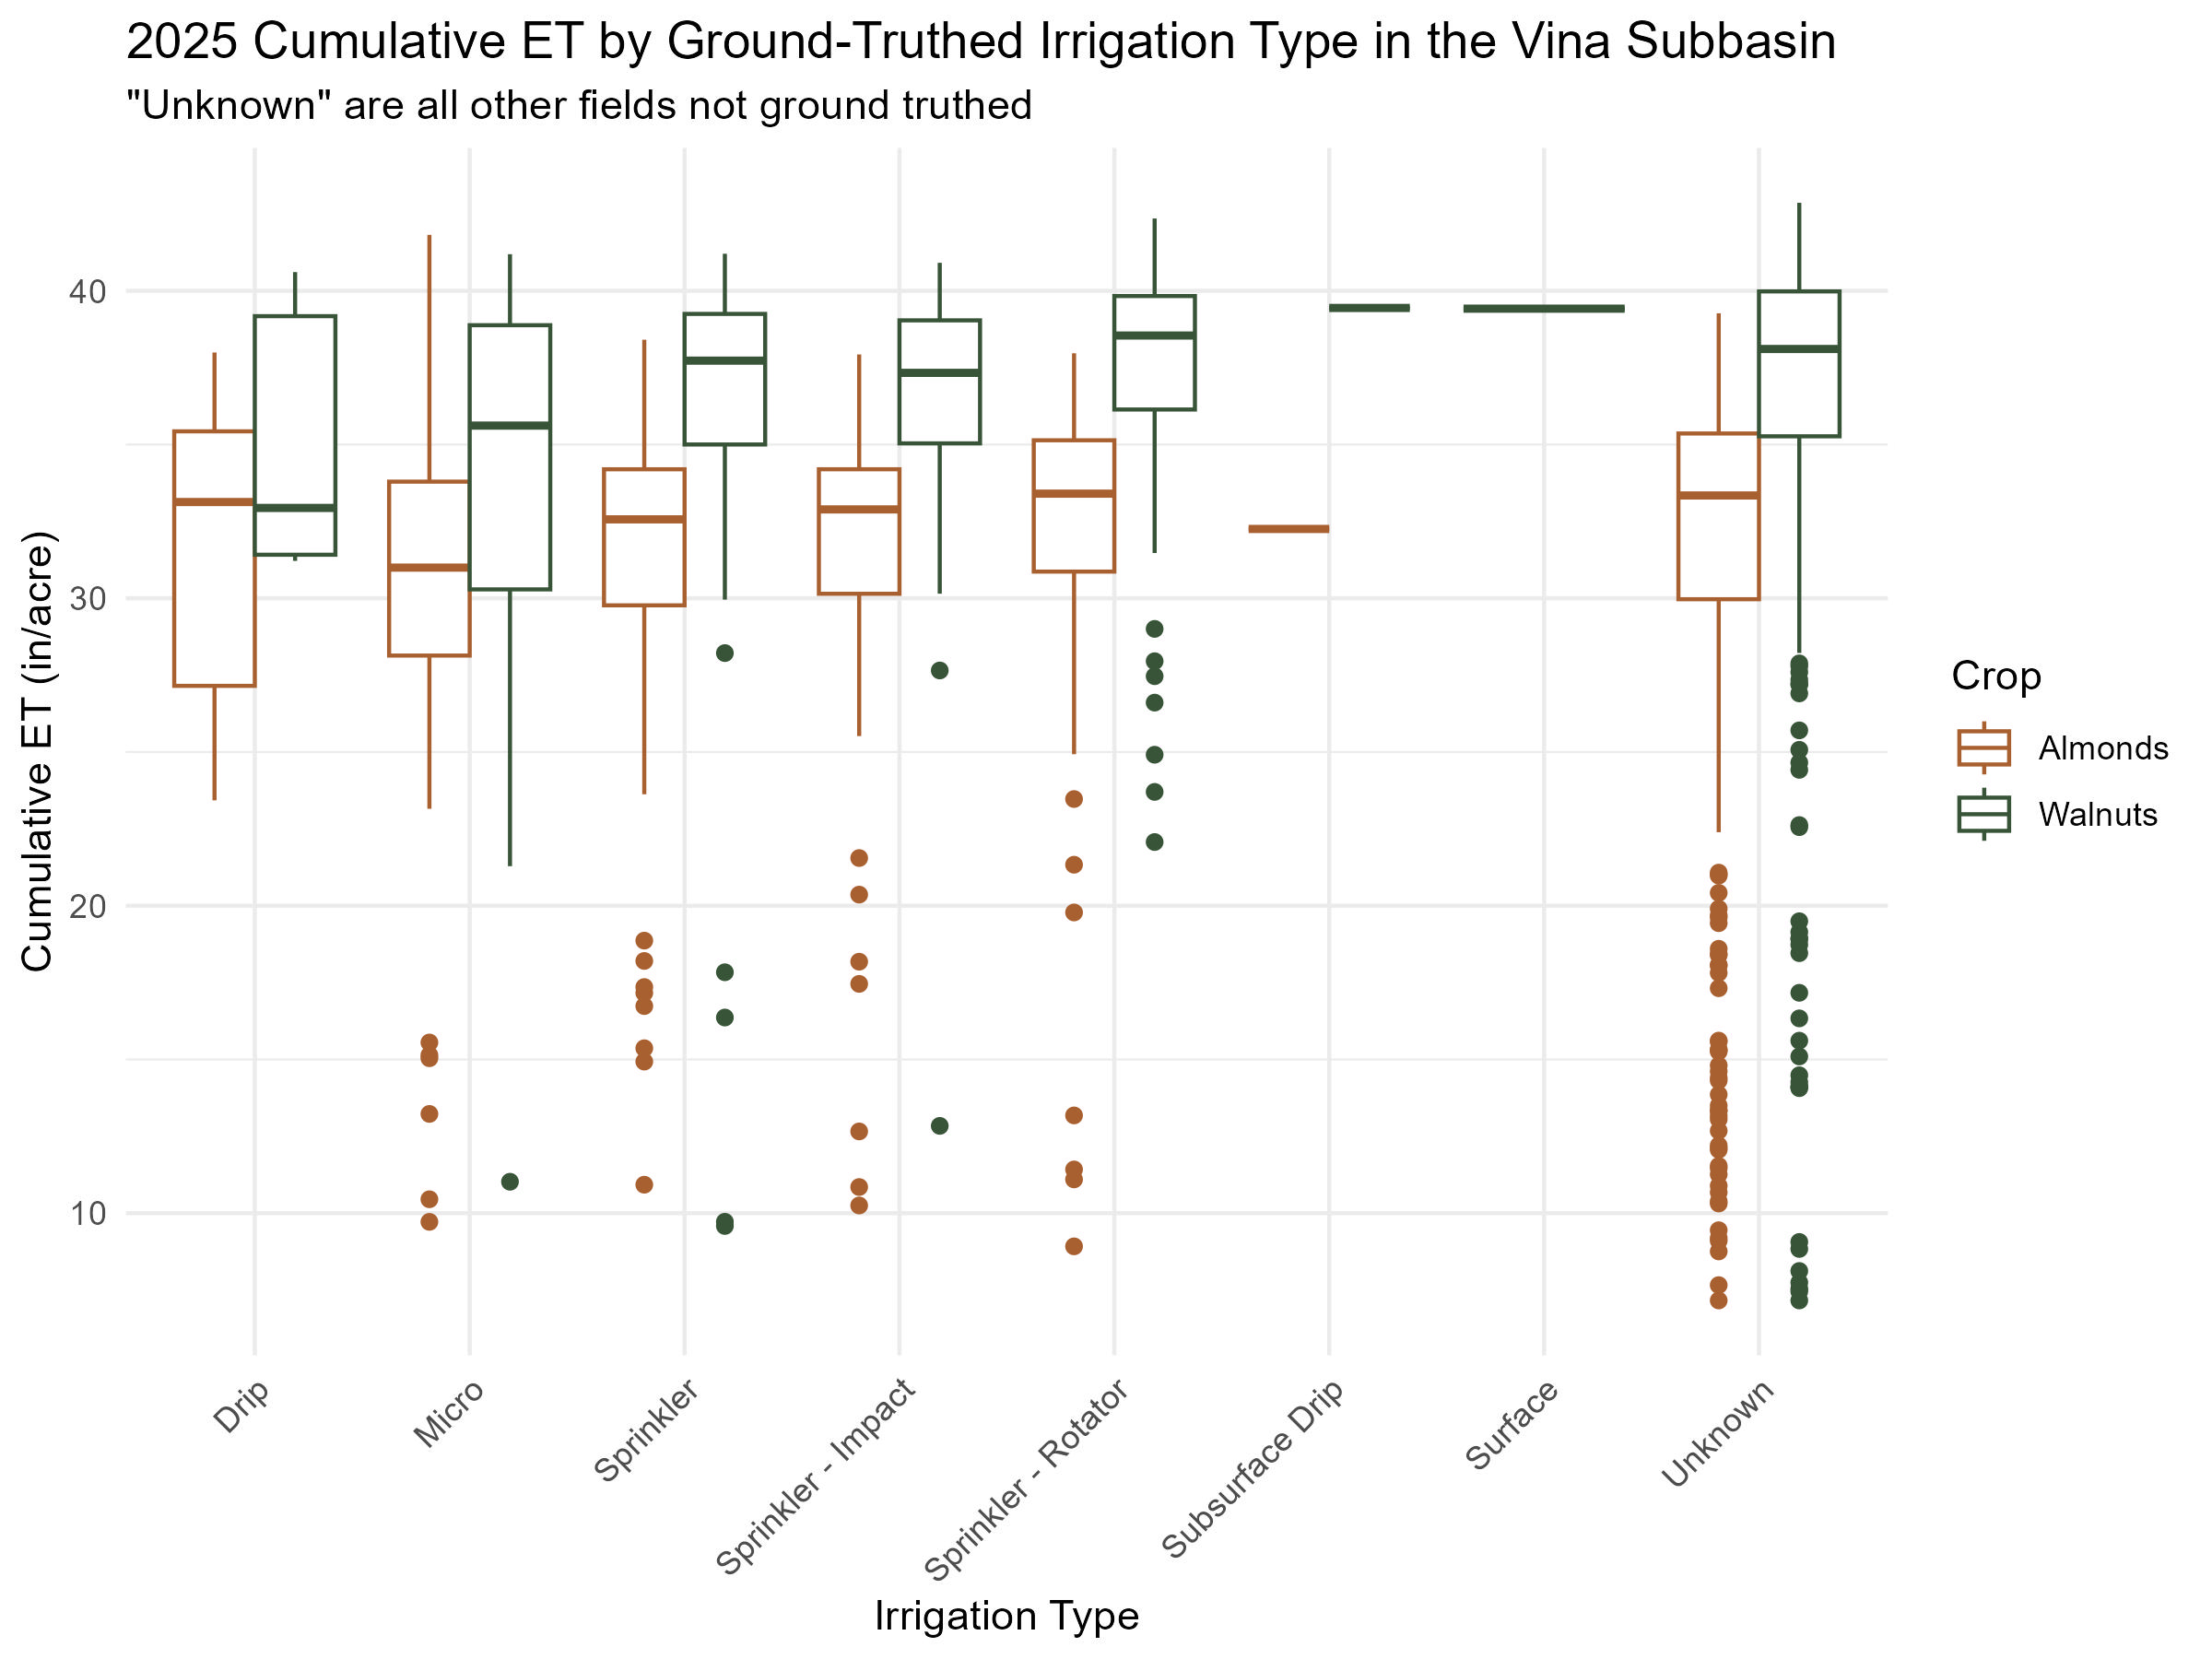 2025 Cumulative ET by Ground-Truthed Irrigation Type in the Vina Subbasin
"Unknown" are all other fields not ground truthed
Cumulative ET (in/acre)
40
30
20
10
Drip
Micro
Sprinkler
Sprinkler - Impact
Sprinkler - Rotator
Subsurface Drip
Surface
Unknown
Irrigation Type
Crop
Almonds
Walnuts